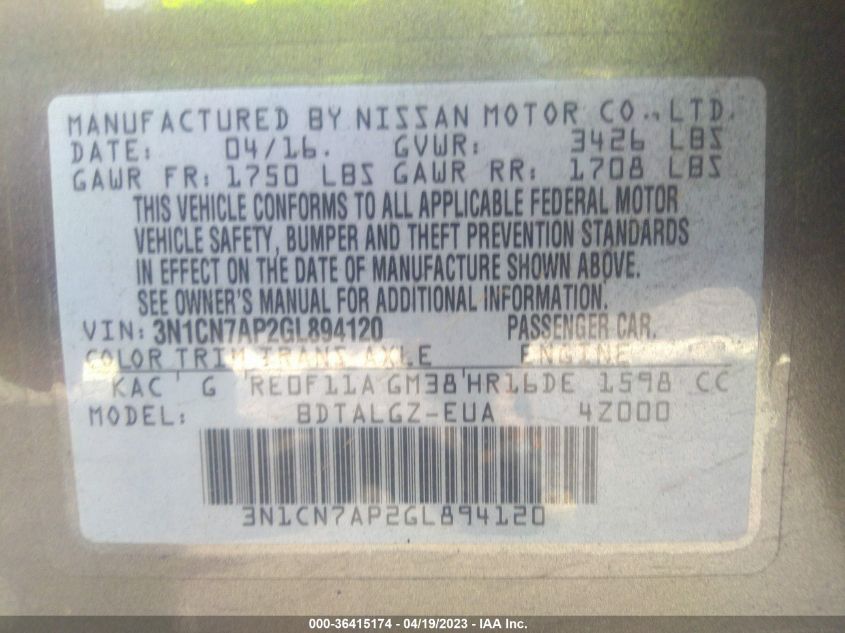 MANUFACTURED BY NISSAN MOTOR CO., LTD.
DATE: 04/16. GVWR: 3426 LBS
GAWR FR: 1750 LBS GAWR RR: 1708 LBS
THIS VEHICLE CONFORMS TO ALL APPLICABLE FEDERAL MOTOR
VEHICLE SAFETY, BUMPER AND THEFT PREVENTION STANDARDS
IN EFFECT ON THE DATE OF MANUFACTURE SHOWN ABOVE.
SEE OWNER'S MANUAL FOR ADDITIONAL INFORMATION.
VIN: 3N1CN7AP2GL894120 PASSENGER CAR.
COLOR TRIM TRANS AXLE ENGINE
KAC G RE0F11A GM38 HR16DE 1598 CC
MODEL: BDTALGZ-EUA 4Z000
3N1CN7AP2GL894120
000-36415174 - 04/19/2023 - IAA Inc.